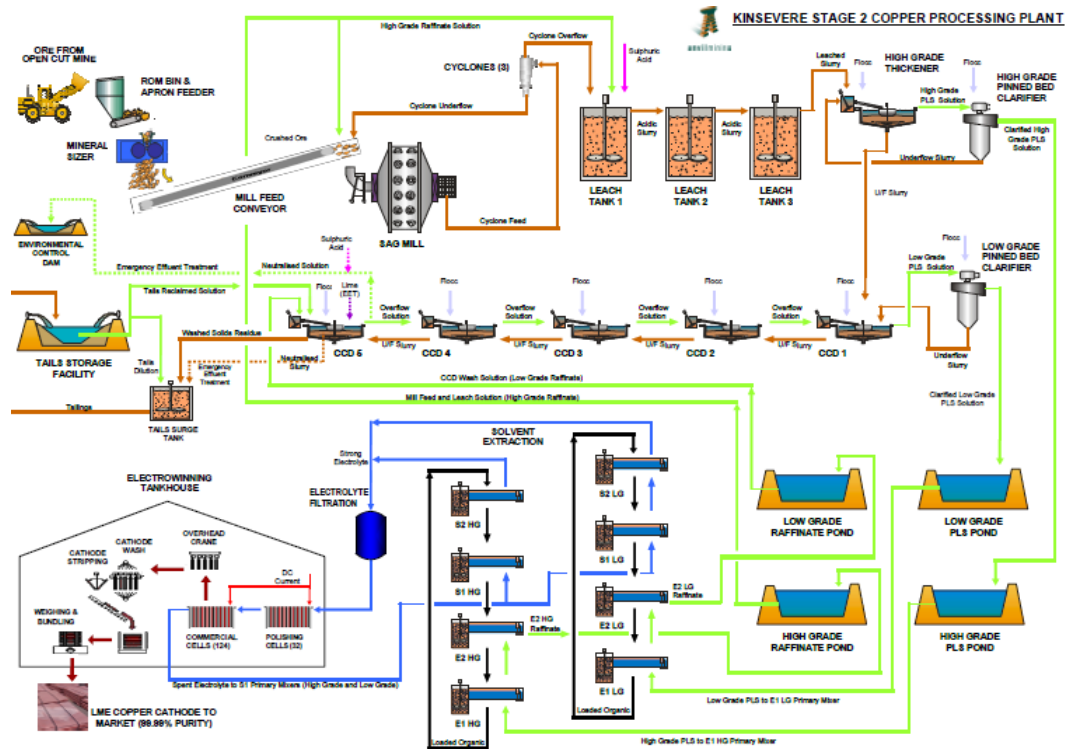 KINSEVERE STAGE 2 COPPER PROCESSING PLANT
anvilmining
High Grade Raffinate Solution
Cyclone Overflow
Sulphuric
Acid
Leached
Slurry
Flocc
HIGH GRADE
THICKENER
Flocc
HIGH GRADE
PINNED BED
CLARIFIER
ORE FROM
OPEN CUT MINE
ROM BIN &
APRON FEEDER
CYCLONES (3)
High Grade
PLS Solution
Cyclone Underflow
Acidic
Slurry
Acidic
Slurry
Clarified High
Grade PLS
Solution
Crushed Ore
MINERAL
SIZER
Underflow Slurry
LEACH
TANK 1
LEACH
TANK 2
LEACH
TANK 3
U/F Slurry
MILL FEED
CONVEYOR
Cyclone Feed
SAG MILL
ENVIRONMENTAL
CONTROL
DAM
Sulphuric
Acid
Flocc
LOW GRADE
PINNED BED
CLARIFIER
Emergency Effluent Treatment
Neutralised Solution
Low Grade
PLS Solution
Tails Reclaimed Solution
Flocc
Lime
(EET)
Flocc
Flocc
Flocc
Flocc
Overflow
Solution
Overflow
Solution
Overflow
Solution
Overflow
Solution
Washed Solids Residue
U/F Slurry
U/F Slurry
U/F Slurry
U/F Slurry
CCD 5
CCD 4
CCD 3
CCD 2
CCD 1
TAILS STORAGE
FACILITY
Tails
Dilution
Emergency
Effluent
Treatment
Neutralised
Slurry
Underflow
Slurry
CCD Wash Solution (Low Grade Raffinate)
Mill Feed and Leach Solution (High Grade Raffinate)
Clarified Low Grade
PLS Solution
Tailings
TAILS SURGE
TANK
SOLVENT
EXTRACTION
Strong
Electrolyte
ELECTROWINNING
TANKHOUSE
ELECTROLYTE
FILTRATION
S2 LG
S2 HG
LOW GRADE
RAFFINATE POND
LOW GRADE
PLS POND
OVERHEAD
CRANE
CATHODE
WASH
CATHODE
STRIPPING
S1 LG
DC
Current
S1 HG
E2 LG
Raffinate
WEIGHING &
BUNDLING
E2 HG
Raffinate
E2 LG
COMMERCIAL
CELLS (124)
POLISHING
CELLS (32)
HIGH GRADE
RAFFINATE POND
HIGH GRADE
PLS POND
E2 HG
Spent Electrolyte to S1 Primary Mixers (High Grade and Low Grade)
E1 LG
Low Grade PLS to E1 LG Primary Mixer
Loaded Organic
LME COPPER CATHODE TO
MARKET (99.99% PURITY)
E1 HG
Loaded Organic
High Grade PLS to E1 HG Primary Mixer